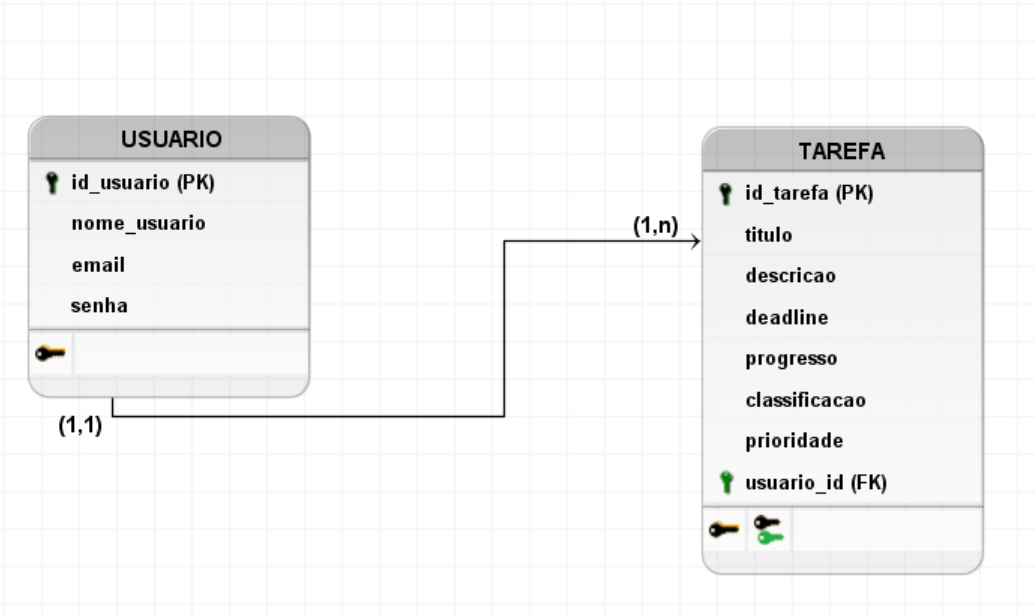 USUARIO
id_usuario (PK)
nome_usuario
email
senha
(1,1)
(1,n)
TAREFA
id_tarefa (PK)
titulo
descricao
deadline
progresso
classificacao
prioridade
usuario_id (FK)